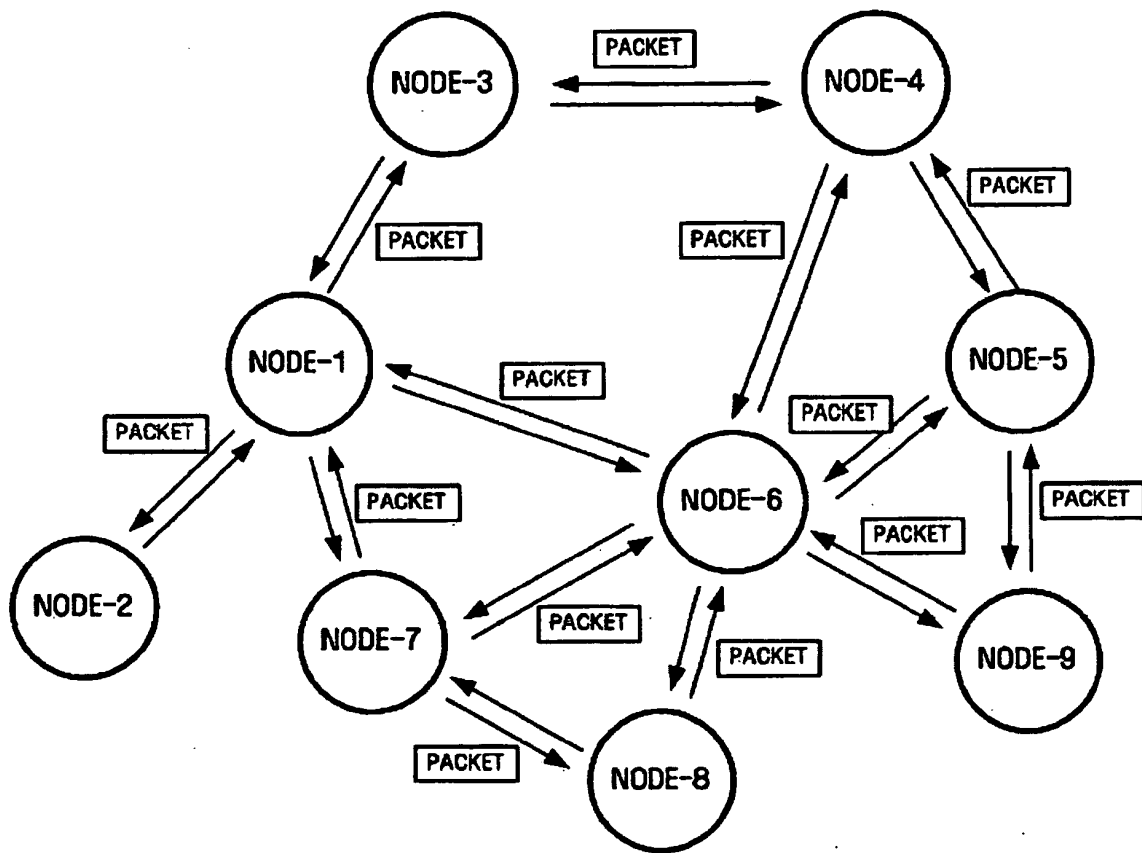 PACKET
NODE-3
NODE-4
PACKET
PACKET
PACKET
NODE-1
NODE-5
PACKET
PACKET
PACKET
PACKET
NODE-6
PACKET
PACKET
NODE-2
PACKET
NODE-7
PACKET
NODE-9
PACKET
NODE-8